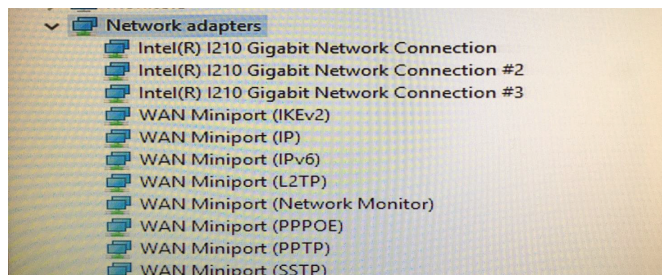 Network adapters
Intel(R) I210 Gigabit Network Connection
Intel(R) I210 Gigabit Network Connection #2
Intel(R) I210 Gigabit Network Connection #3
WAN Miniport (IKEv2)
WAN Miniport (IP)
WAN Miniport (IPv6)
WAN Miniport (L2TP)
WAN Miniport (Network Monitor)
WAN Miniport (PPPOE)
WAN Miniport (PPTP)
WAN Miniport (SSTP)